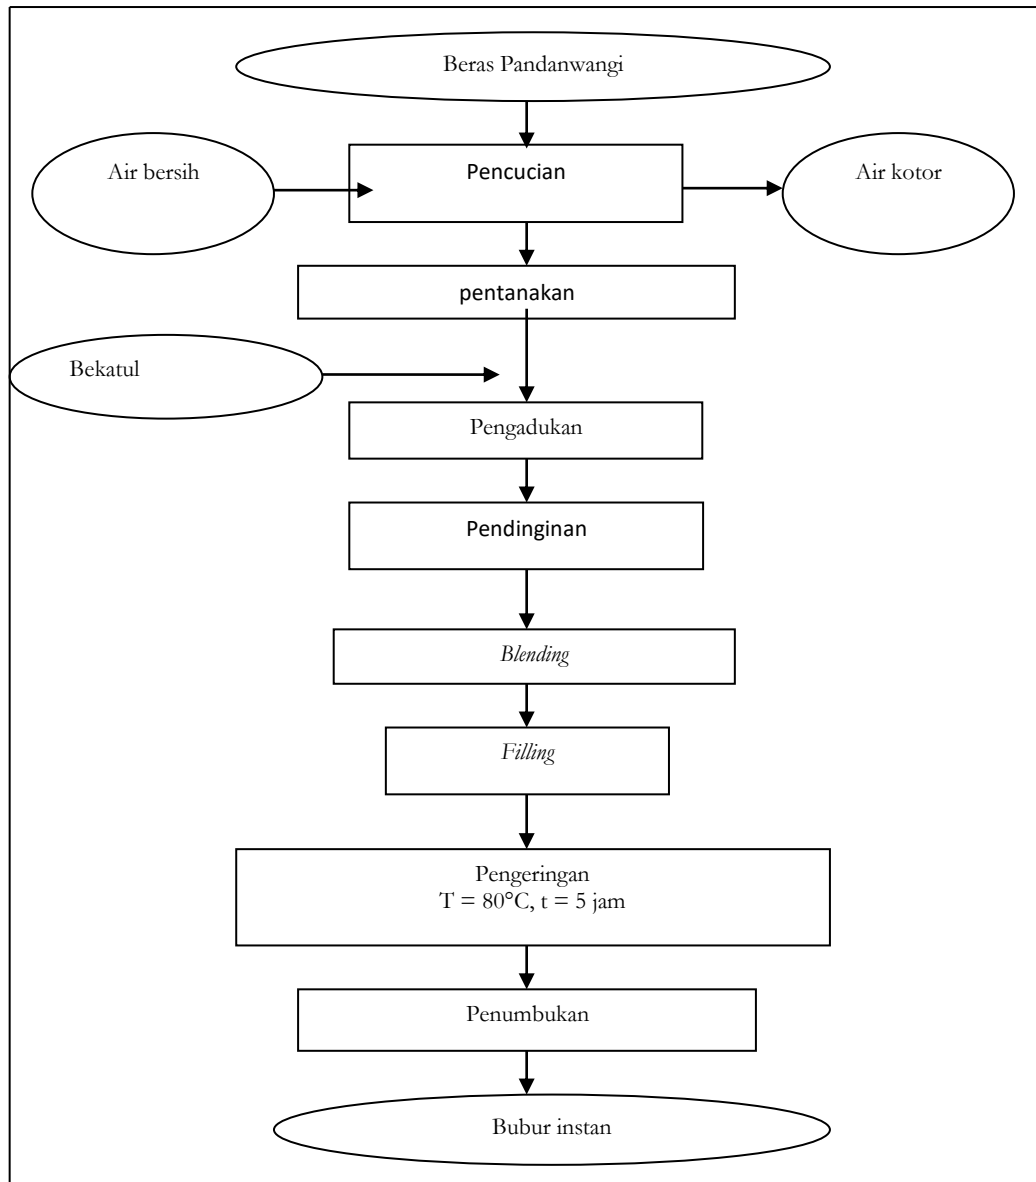 Beras Pandanwangi
Air bersih
Pencucian
Air kotor
pentanakan
Bekatul
Pengadukan
Pendinginan
Blending
Filling
Pengeringan
T = 80°C, t = 5 jam
Penumbukan
Bubur instan